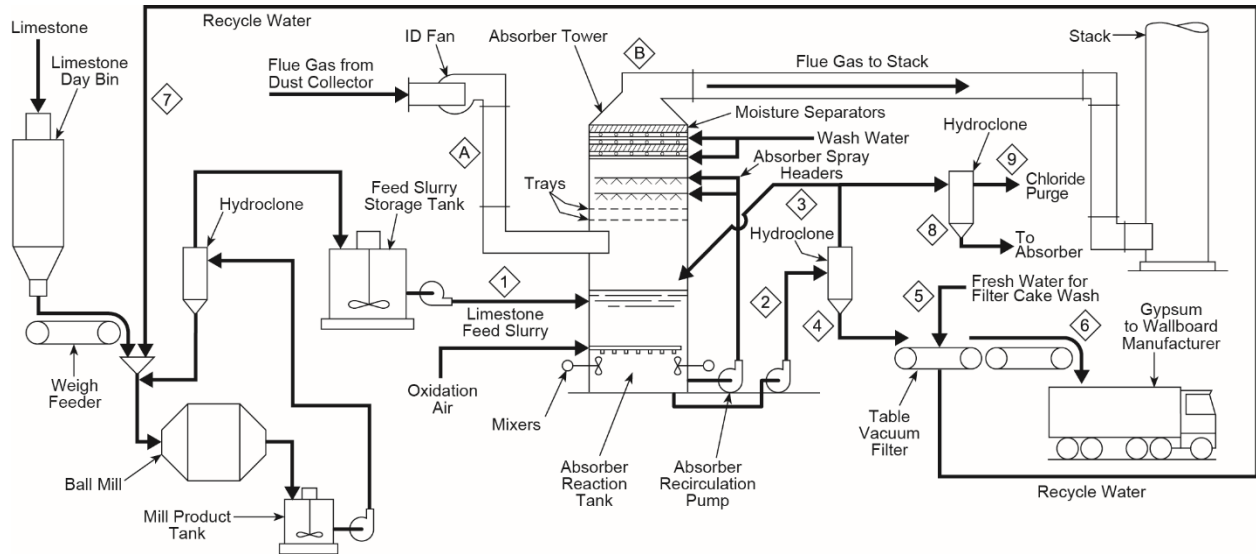 Limestone
Limestone
Day Bin
Recycle Water
7
Flue Gas from
Dust Collector
ID Fan
A
Absorber Tower
B
Flue Gas to Stack
Stack
Moisture Separators
Wash Water
Absorber Spray
Headers
Trays
Hydroclone
9
Chloride
Purge
8
To
Absorber
3
Hydroclone
Hydroclone
Feed Slurry
Storage Tank
1
Limestone
Feed Slurry
2
4
5
Fresh Water for
Filter Cake Wash
6
Gypsum
to Wallboard
Manufacturer
Weigh
Feeder
Oxidation
Air
Mixers
Table
Vacuum
Filter
Ball Mill
Mill Product
Tank
Absorber
Reaction
Tank
Absorber
Recirculation
Pump
Recycle Water